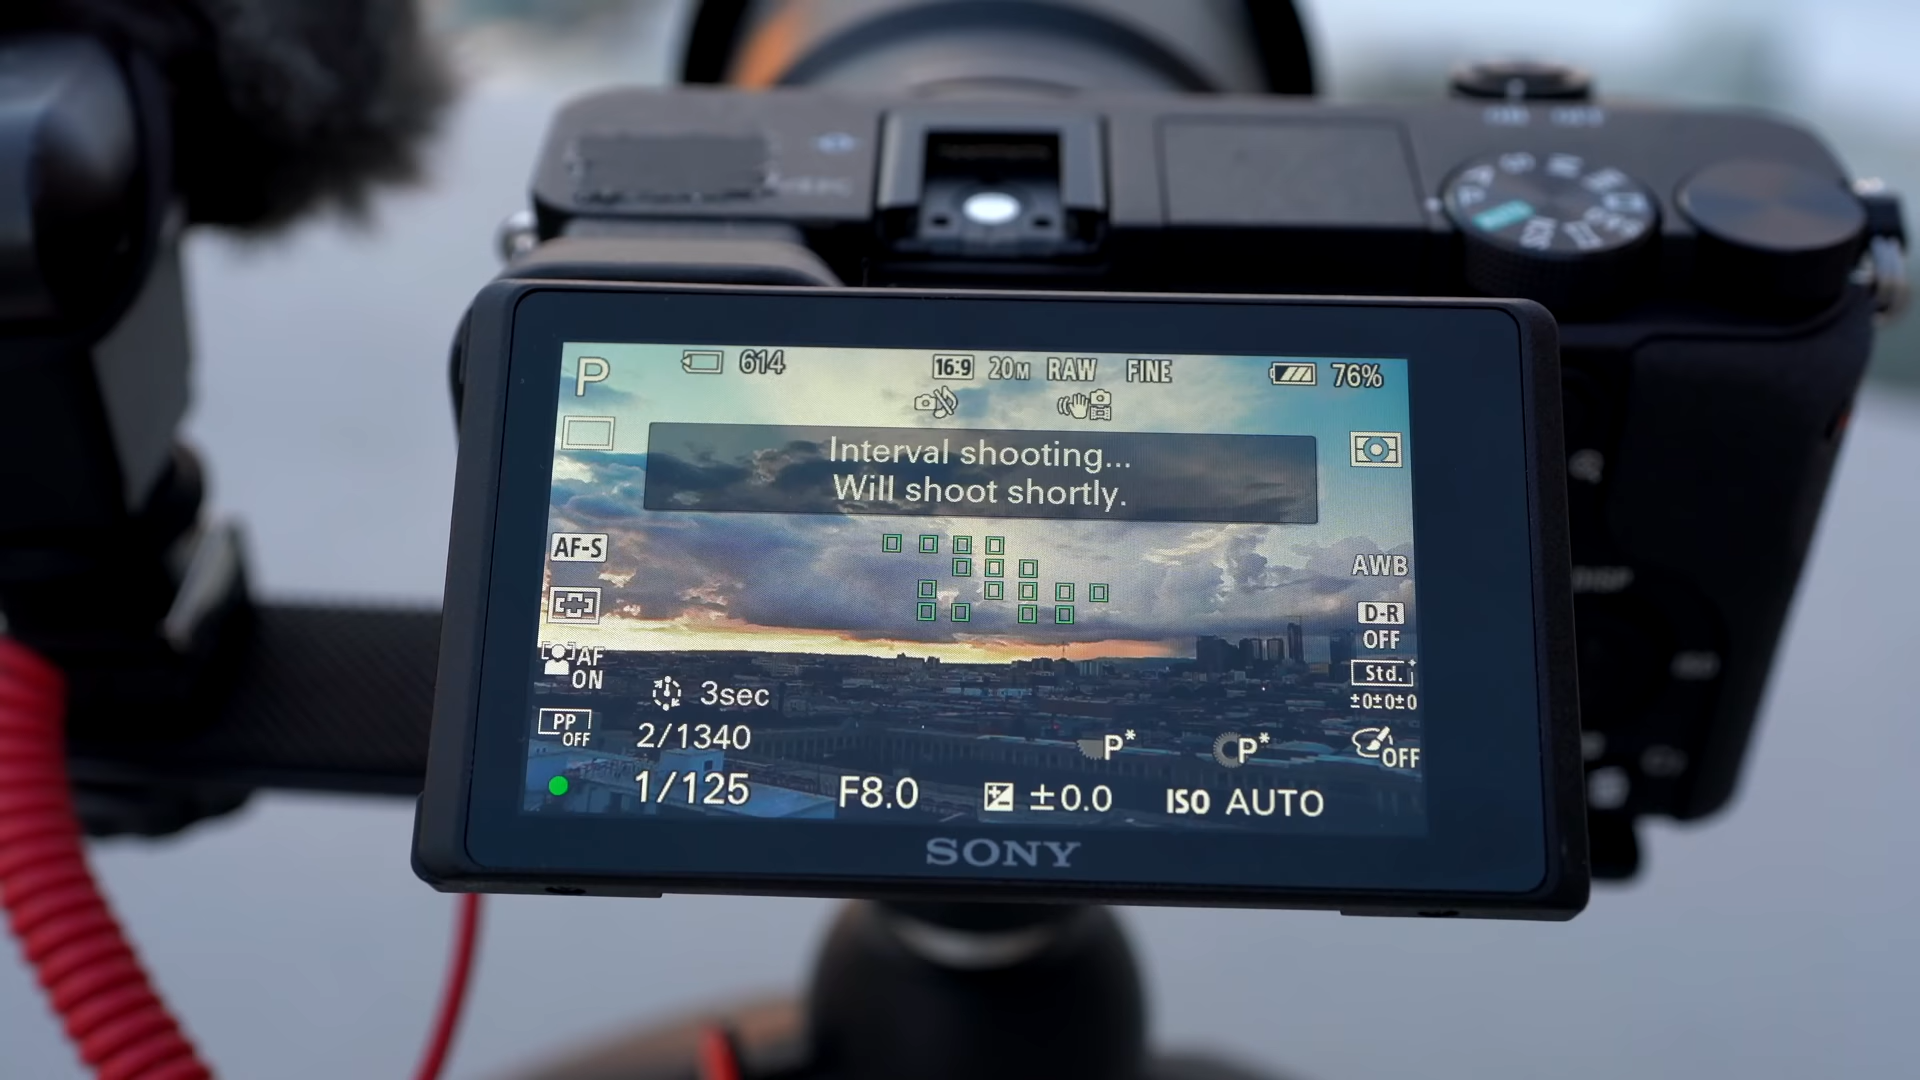 P 614 16:9 20M RAW FINE 76%
Interval shooting...
Will shoot shortly.
AF-S
AWB
D-R
OFF
AF
ON
Std.
±0±0±0
3sec
PP
OFF
2/1340
P* P*
OFF
1/125 F8.0 ±0.0 ISO AUTO
SONY